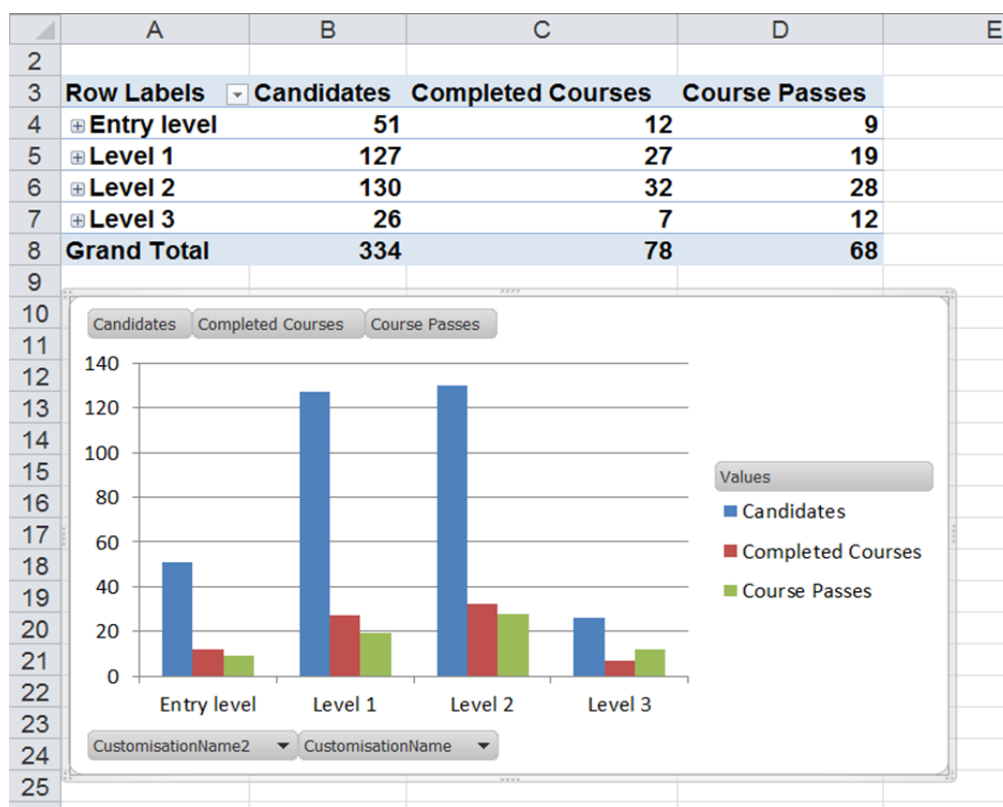 A B C D E
2
3 Row Labels Candidates Completed Courses Course Passes
4 Entry level 51 12 9
5 Level 1 127 27 19
6 Level 2 130 32 28
7 Level 3 26 7 12
8 Grand Total 334 78 68
9
10 Candidates Completed Courses Course Passes
11 140
12 120
13
14 100
15 Values
16 80 Candidates
17 60 Completed Courses
18 40
19 Course Passes
20 20
21 0
22 Entry level Level 1 Level 2 Level 3
23
24 CustomisationName2 CustomisationName
25